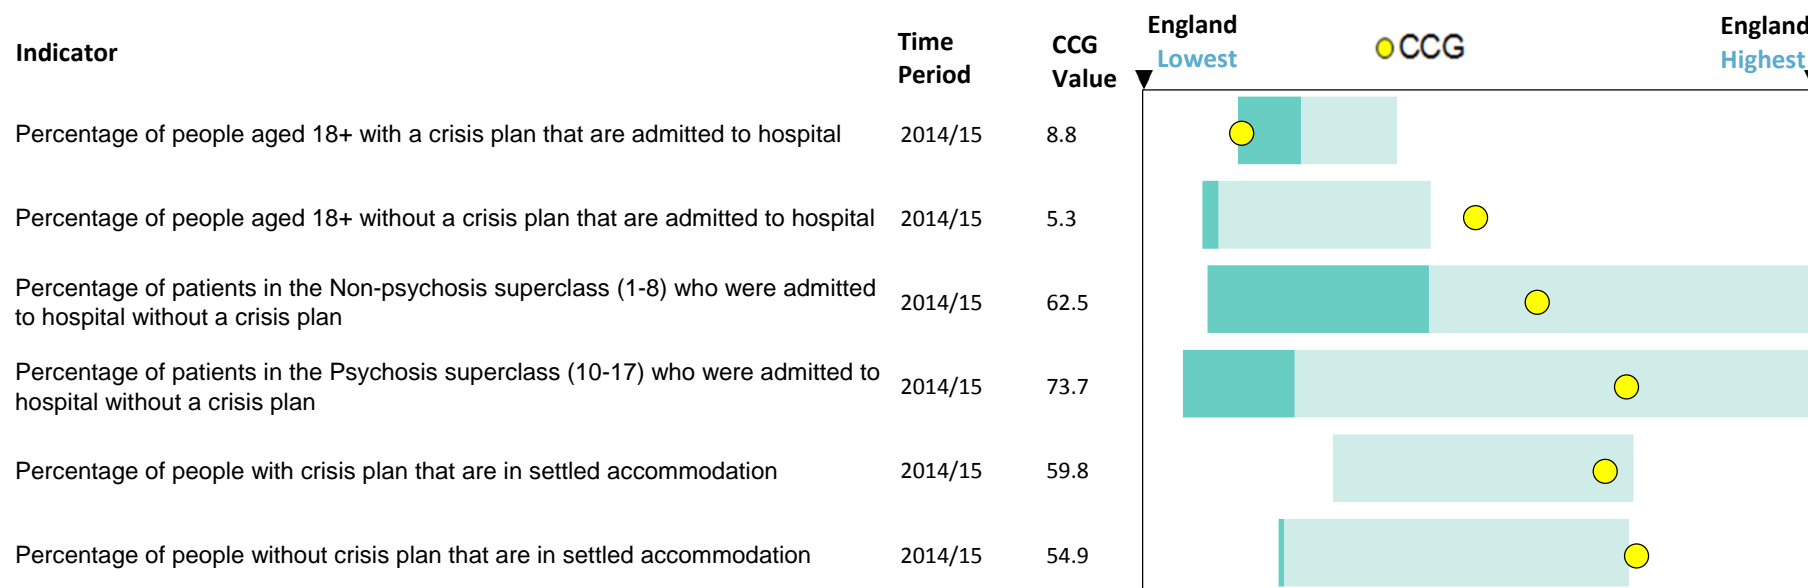 Indicator
Time
Period
CCG
Value
England
Lowest
CCG
England
Highest
Percentage of people aged 18+ with a crisis plan that are admitted to hospital 2014/15 8.8
Percentage of people aged 18+ without a crisis plan that are admitted to hospital 2014/15 5.3
Percentage of patients in the Non-psychosis superclass (1-8) who were admitted
to hospital without a crisis plan
2014/15 62.5
Percentage of patients in the Psychosis superclass (10-17) who were admitted to
hospital without a crisis plan
2014/15 73.7
Percentage of people with crisis plan that are in settled accommodation 2014/15 59.8
Percentage of people without crisis plan that are in settled accommodation 2014/15 54.9